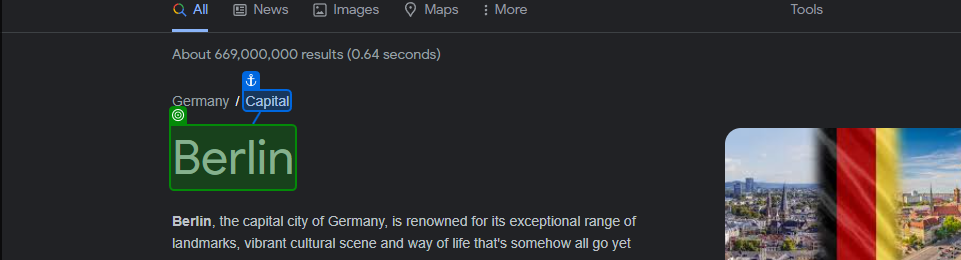 All News Images Maps More Tools
About 669,000,000 results (0.64 seconds)
Germany / Capital
Berlin
Berlin, the capital city of Germany, is renowned for its exceptional range of
landmarks, vibrant cultural scene and way of life that's somehow all go yet